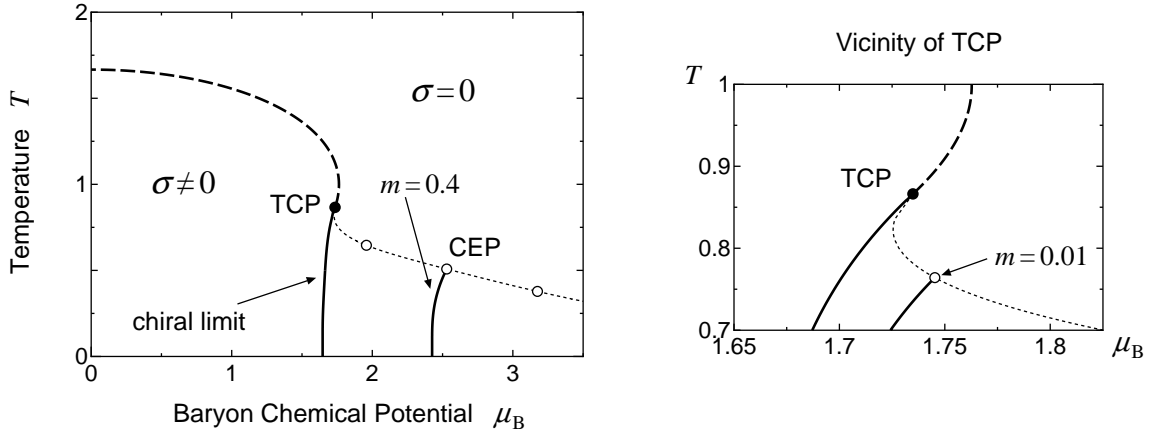 2
1
0
Temperature T
σ≠0
σ=0
TCP
m=0.4
CEP
chiral limit
0
1
2
3
Baryon Chemical Potential μB
Vicinity of TCP
T
1
0.9
0.8
0.7
TCP
m=0.01
1.65
1.7
1.75
1.8
μB